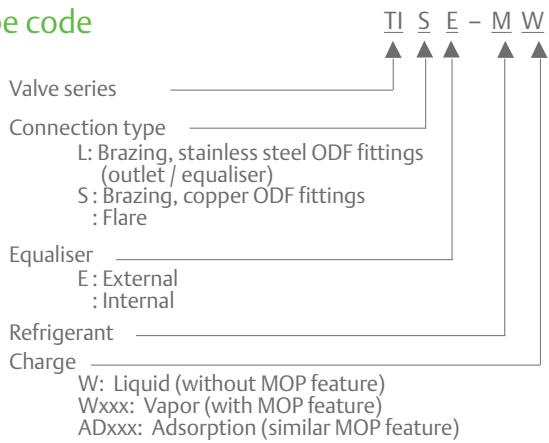 code
TI S E – M W
Valve series
Connection type
L: Brazing, stainless steel ODF fittings
(outlet / equaliser)
S : Brazing, copper ODF fittings
: Flare
Equaliser
E : External
: Internal
Refrigerant
Charge
W: Liquid (without MOP feature)
Wxxx: Vapor (with MOP feature)
ADxxx: Adsorption (similar MOP feature)